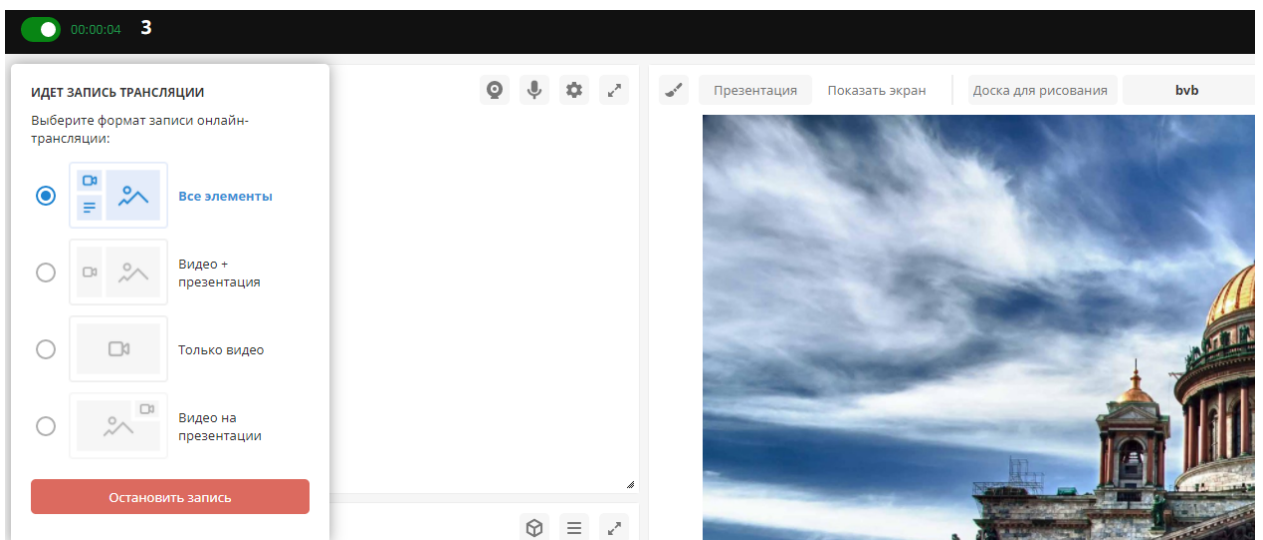 00:00:04 3
ИДЕТ ЗАПИСЬ ТРАНСЛЯЦИИ
Выберите формат записи онлайн-
трансляции:
Все элементы
Видео +
презентация
Только видео
Видео на
презентации
Остановить запись
Презентация Показать экран Доска для рисования bvb